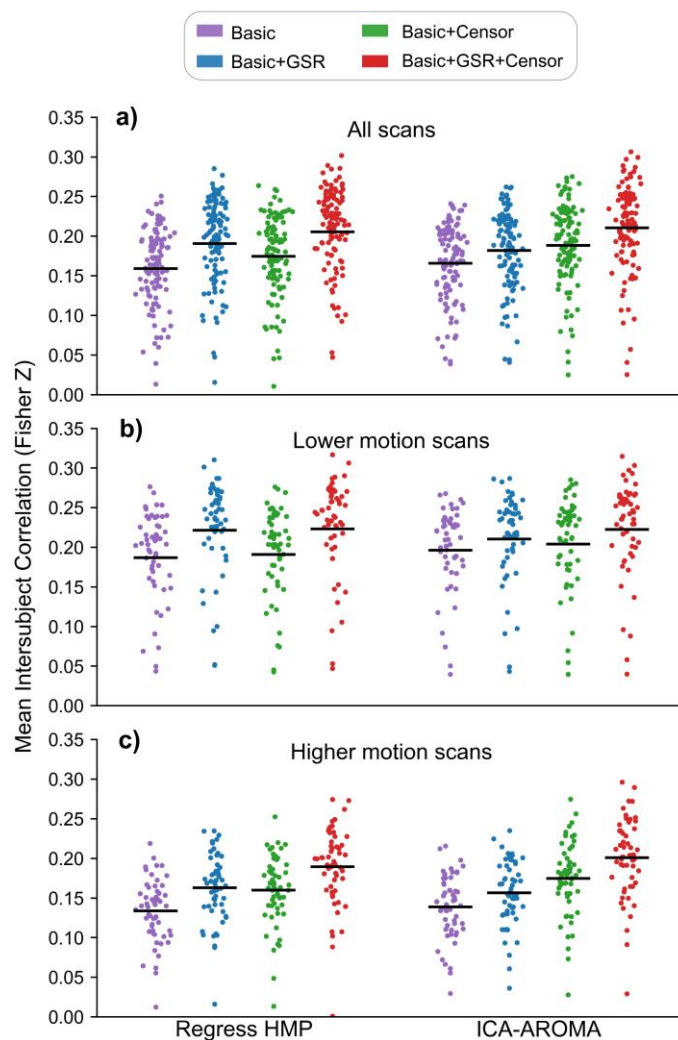 Basic
Basic+Censor
Basic+GSR
Basic+GSR+Censor
Mean Intersubject Correlation (Fisher Z)
a)
All scans
0.35
0.30
0.25
0.20
0.15
0.10
0.05
0.00
b)
Lower motion scans
0.35
0.30
0.25
0.20
0.15
0.10
0.05
0.00
c)
Higher motion scans
0.35
0.30
0.25
0.20
0.15
0.10
0.05
0.00
Regress HMP
ICA-AROMA